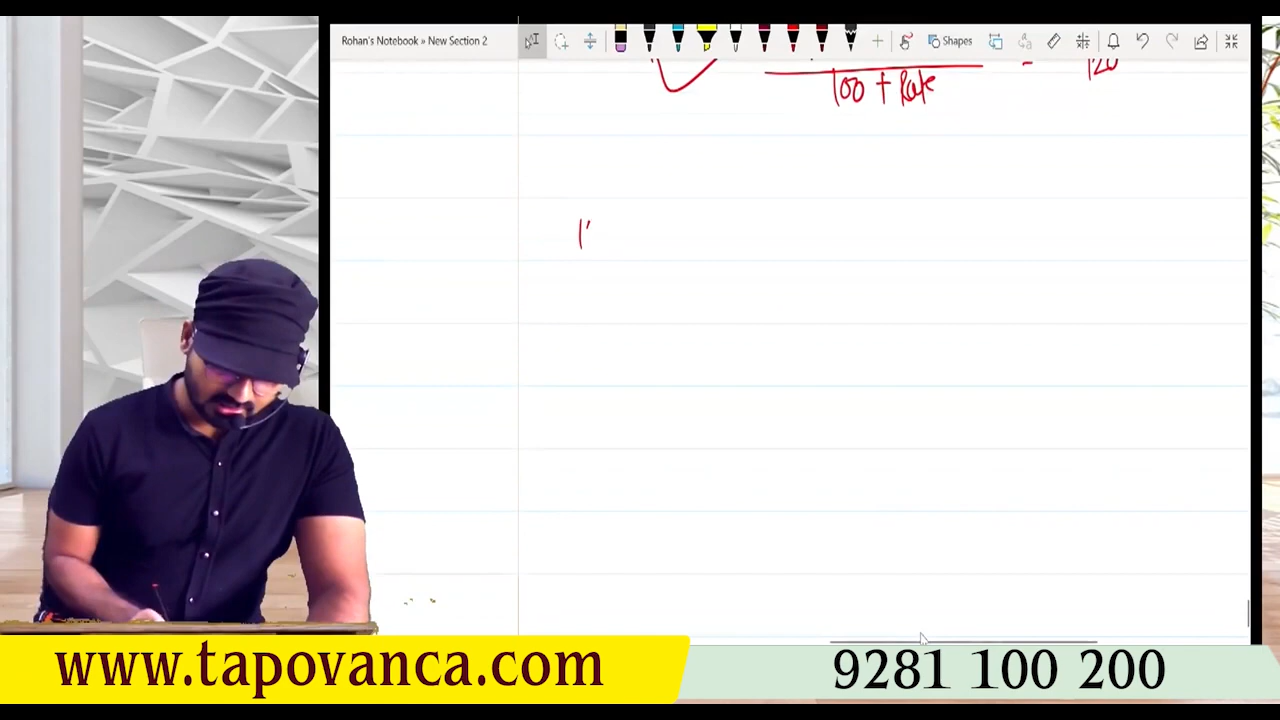 Rohan's Notebook » New Section 2
Shapes
100 + Rate
120
www.tapovanca.com
9281 100 200